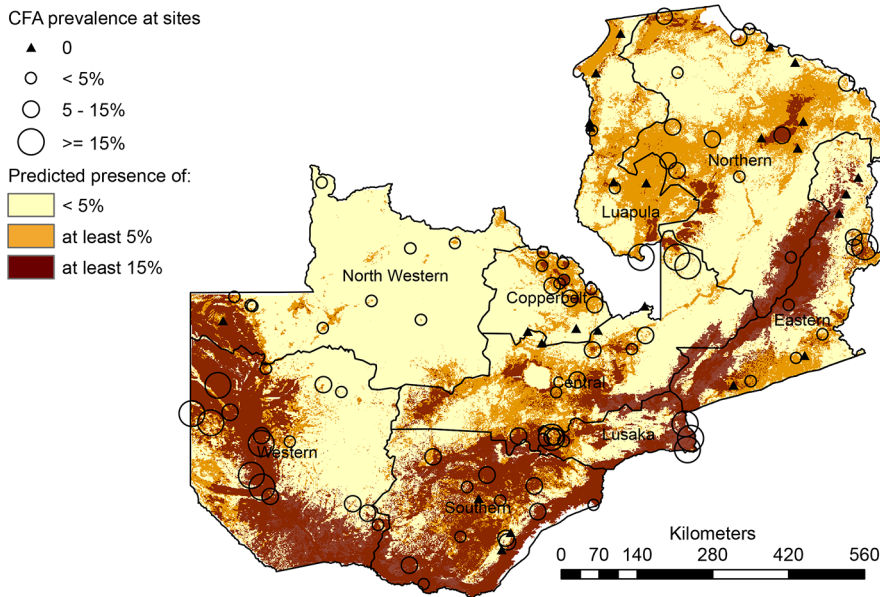 CFA prevalence at sites
0
< 5%
5 - 15%
>= 15%
Predicted presence of:
< 5%
at least 5%
at least 15%
Northern
Luapula
North Western
Copperbelt
Eastern
Central
Lusaka
Western
Southern
Kilometers
0 70 140 280 420 560